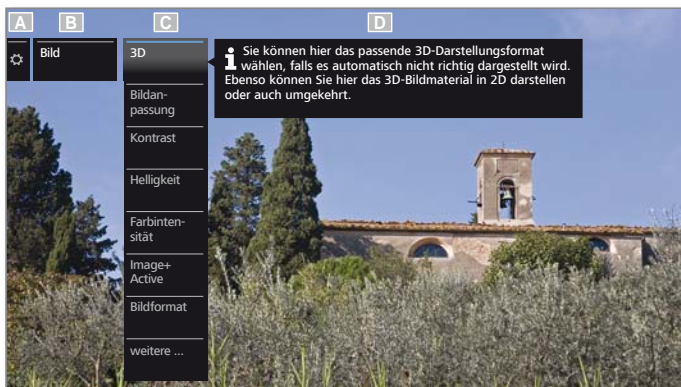 A B C D
Bild
3D
Sie können hier das passende 3D-Darstellungsformat
wählen, falls es automatisch nicht richtig dargestellt wird.
Ebenso können Sie hier das 3D-Bildmaterial in 2D darstellen
oder auch umgekehrt.
Bildan-
passung
Kontrast
Helligkeit
Farbinten-
sität
Image+
Active
Bildformat
weitere ...